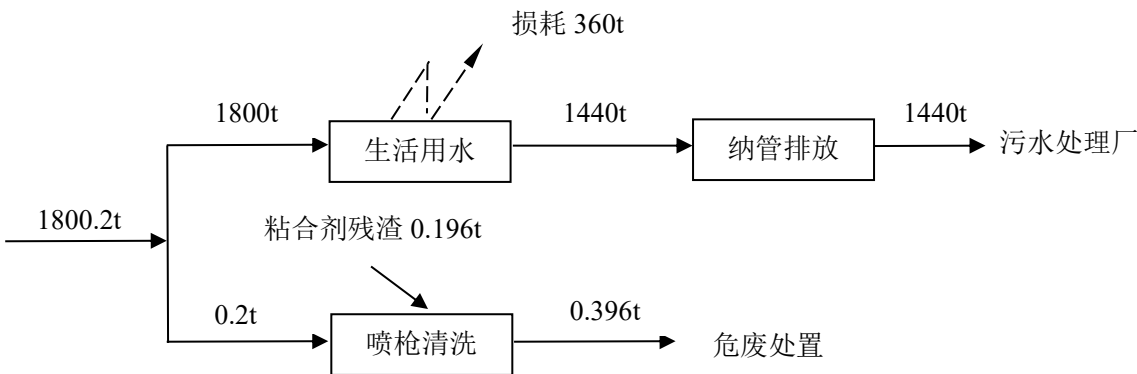 损耗 360t
1800t
1440t
1440t
生活用水
纳管排放
污水处理厂
1800.2t
粘合剂残渣 0.196t
0.2t
0.396t
喷枪清洗
危废处置